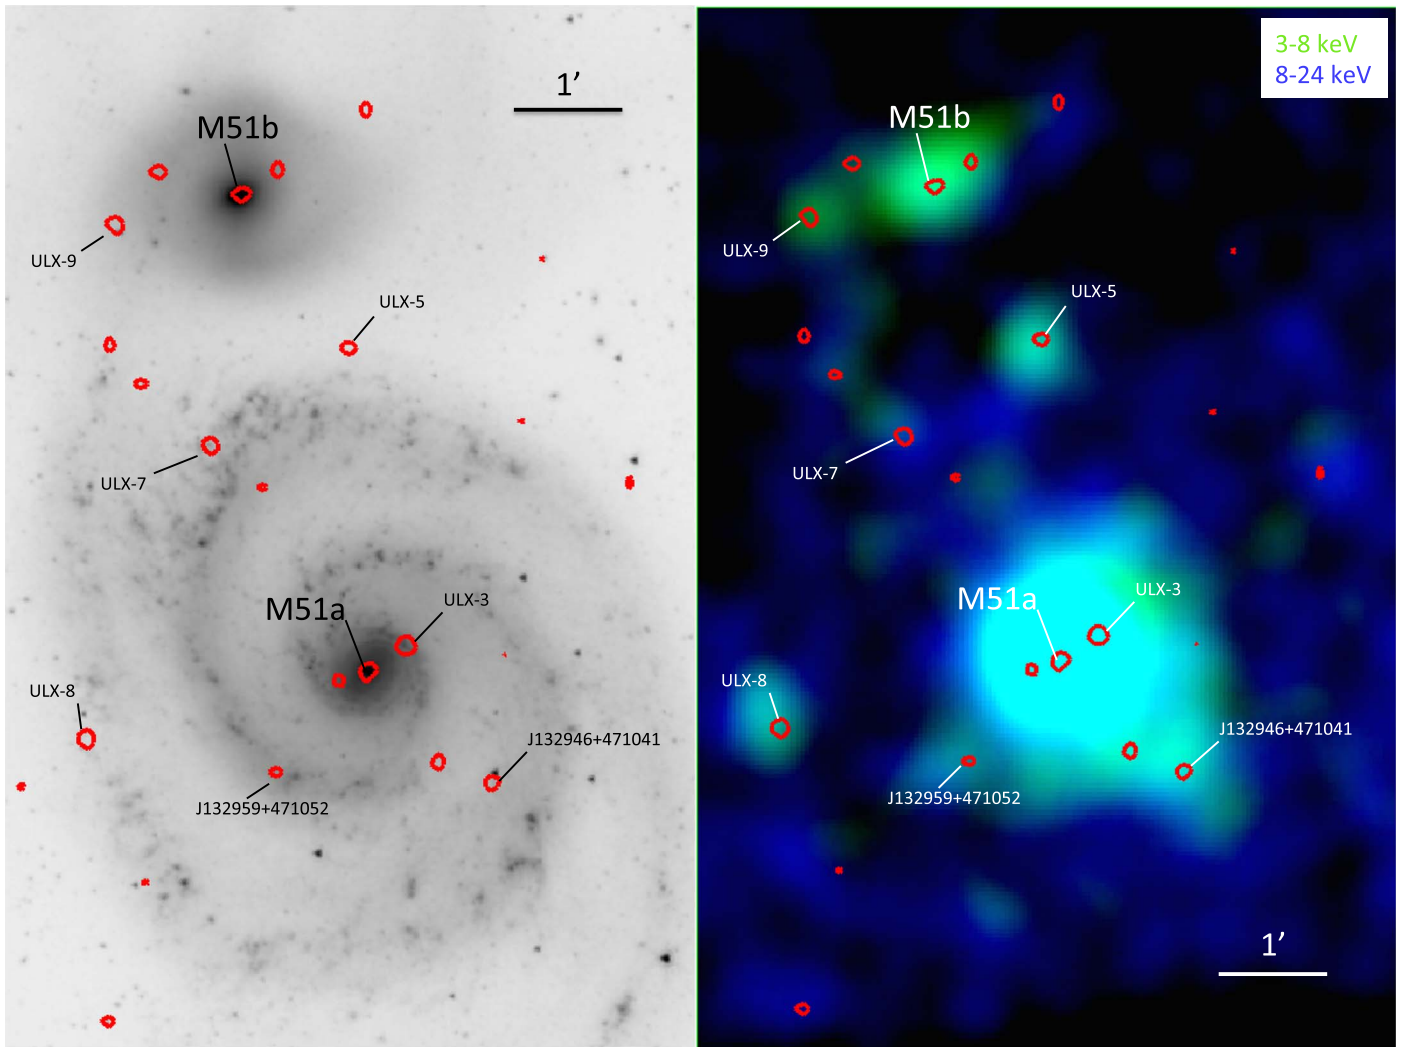 1’
M51b
ULX-9
ULX-5
ULX-7
M51a
ULX-3
ULX-8
J132946+471041
J132959+471052
3-8 keV
8-24 keV
M51b
ULX-9
ULX-5
ULX-7
M51a
ULX-3
ULX-8
J132946+471041
J132959+471052
1’